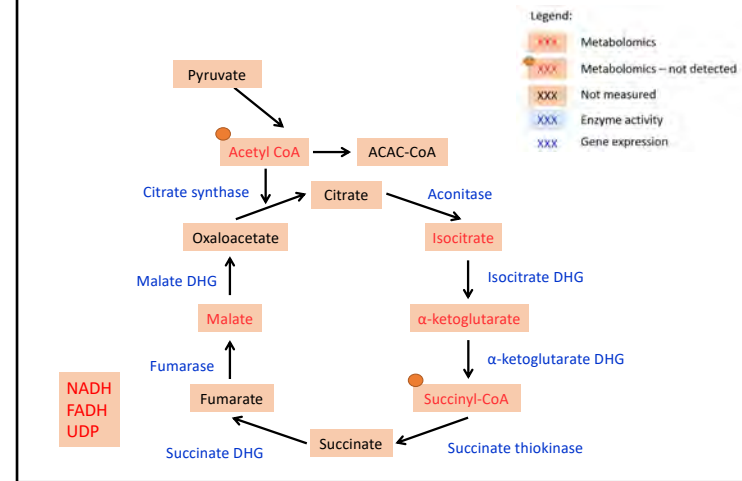 Legend:
XXX Metabolomics
XXX Metabolomics – not detected
XXX Not measured
XXX Enzyme activity
XXX Gene expression
Pyruvate
Acetyl CoA
ACAC-CoA
Citrate synthase
Citrate
Aconitase
Oxaloacetate
Isocitrate
Malate DHG
Isocitrate DHG
Malate
α-ketoglutarate
Fumarase
α-ketoglutarate DHG
NADH
FADH
UDP
Fumarate
Succinyl-CoA
Succinate DHG
Succinate
Succinate thiokinase